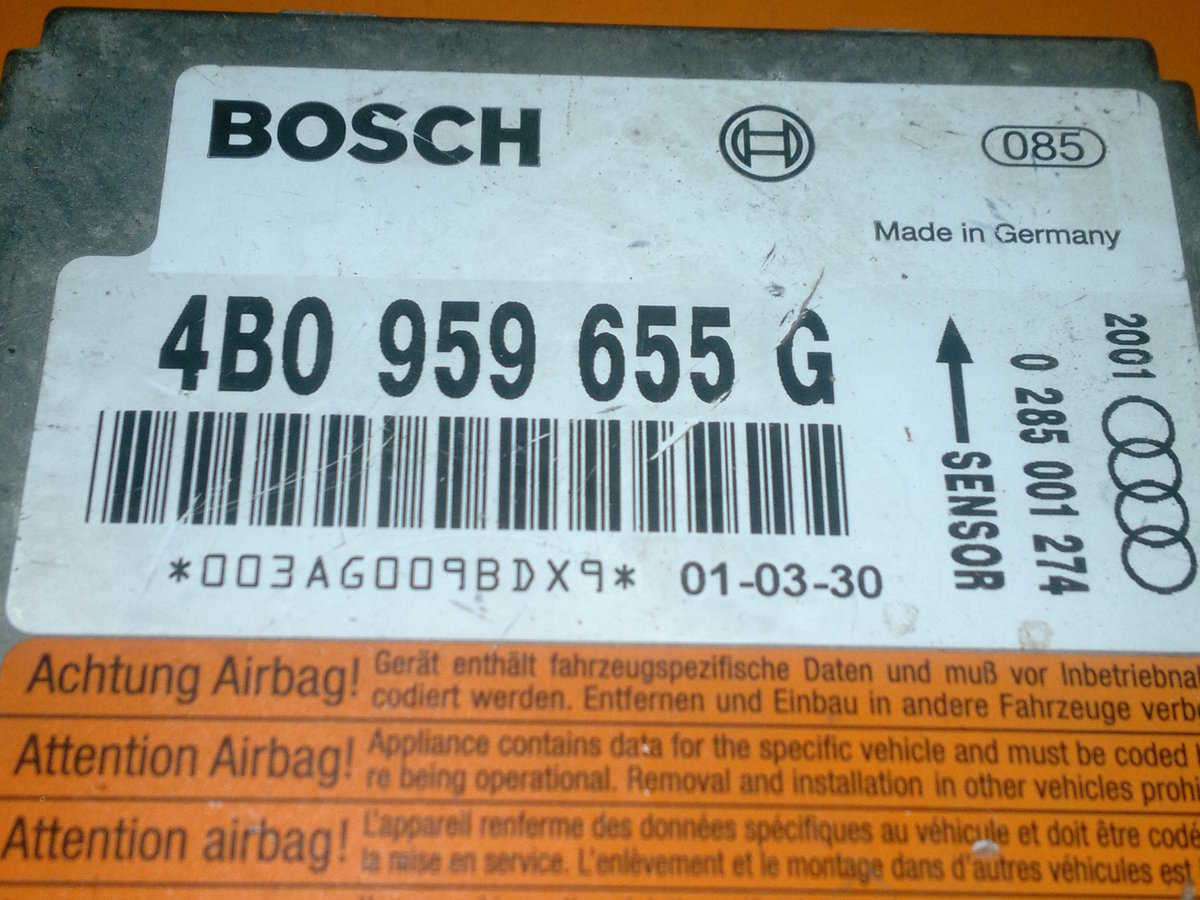 BOSCH
085
Made in Germany
4B0 959 655 G
*003AG009BDX9* 01-03-30
SENSOR
0 285 001 274
2001
Achtung Airbag! Gerät enthält fahrzeugspezifische Daten und muß vor Inbetriebna
codiert werden. Entfernen und Einbau in andere Fahrzeuge verb
Attention Airbag! Appliance contains data for the specific vehicle and must be coded
re being operational. Removal and installation in other vehicles prohi
Attention airbag! L'appareil renferme des données spécifiques au véhicule et doit être codé
la mise en service. L'enlèvement et le montage dans d'autres véhicules est